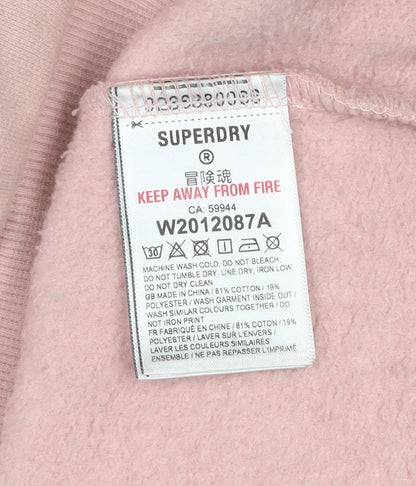 SUPERDRY
®
冒険魂
KEEP AWAY FROM FIRE
CA: 59944
W2012087A
30
MACHINE WASH COLD, DO NOT BLEACH,
DO NOT TUMBLE DRY, LINE DRY, IRON LOW,
DO NOT DRY CLEAN
GB MADE IN CHINA / 81% COTTON / 19%
POLYESTER / WASH GARMENT INSIDE OUT /
WASH SIMILAR COLOURS TOGETHER / DO
NOT IRON PRINT
FR FABRIQUÉ EN CHINE / 81% COTON / 19%
POLYESTER / LAVER SUR L'ENVERS /
LAVER LES COULEURS SIMILAIRES
ENSEMBLE / NE PAS REPASSER L'IMPRIMÉ